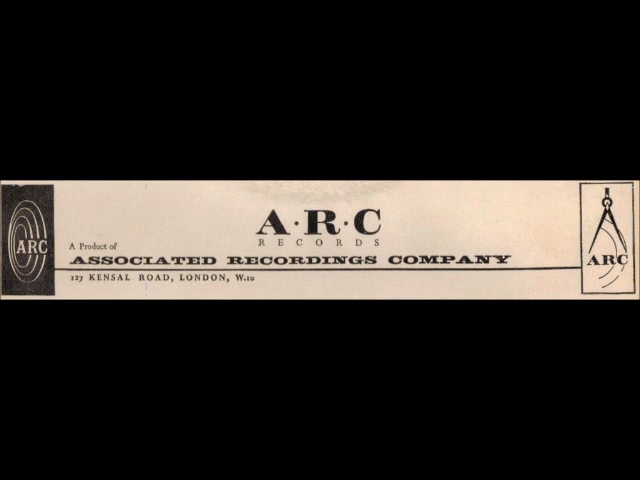 ARC
A·R·C
RECORDS
A Product of
ASSOCIATED RECORDINGS COMPANY
127 KENSAL ROAD, LONDON, W.10
ARC